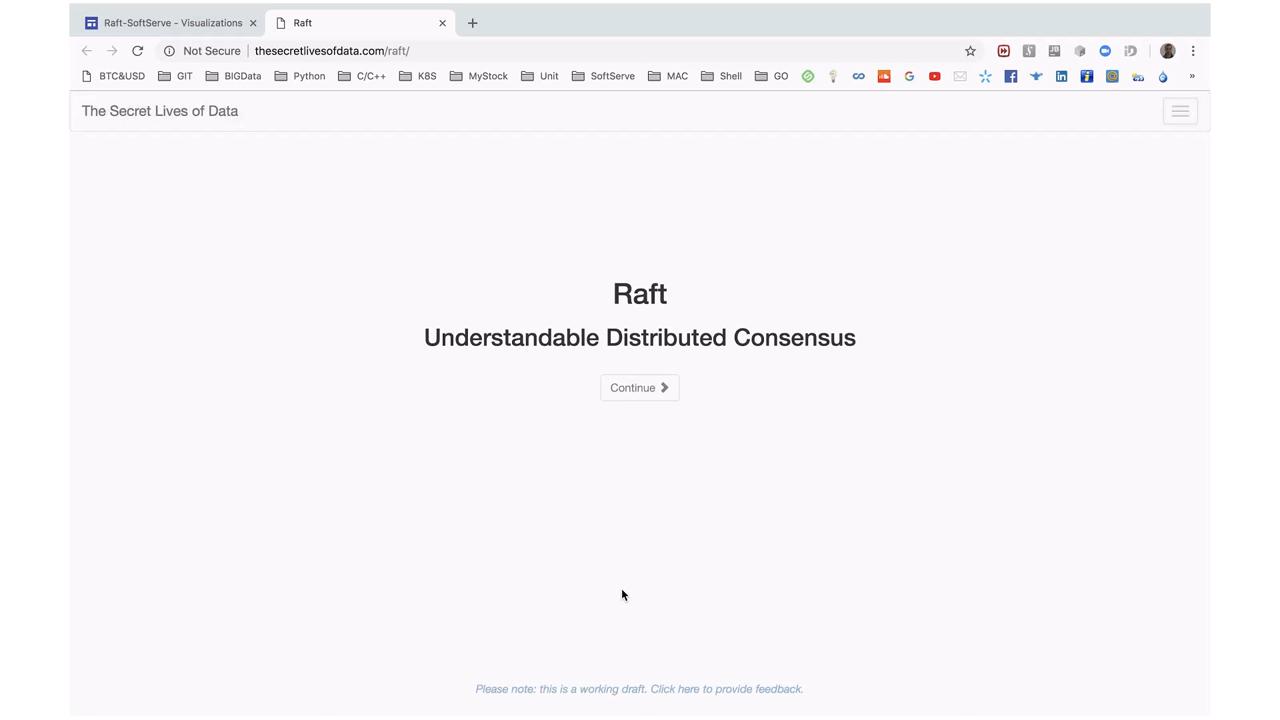 Raft-SoftServe - Visualizations
Raft
Not Secure thesecretlivesofdata.com/raft/
BTC&USD GIT BIGData Python C/C++ K8S MyStock Unit SoftServe MAC Shell GO »
The Secret Lives of Data
Raft
Understandable Distributed Consensus
Continue
Please note: this is a working draft. Click here to provide feedback.